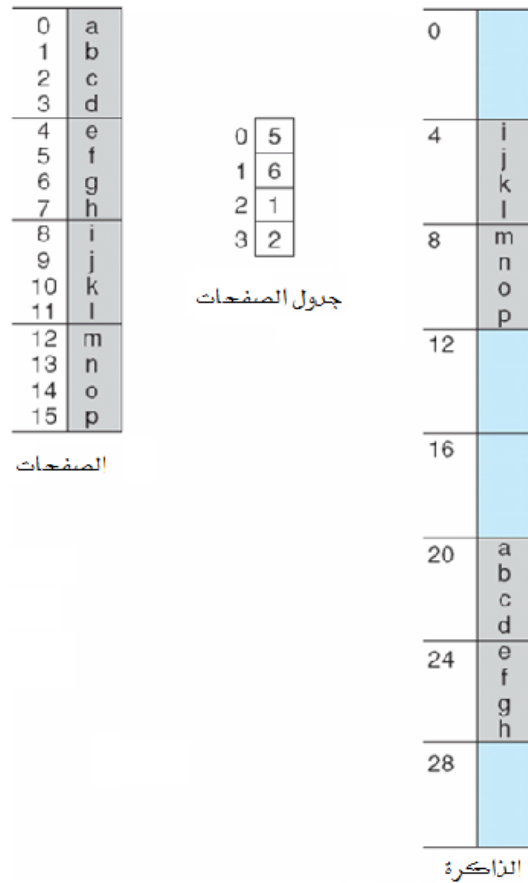 0 a
1 b
2 c
3 d
4 e
5 f
6 g
7 h
8 i
9 j
10 k
11 l
12 m
13 n
14 o
15 p
الصفحات
0 5
1 6
2 1
3 2
جدول الصفحات
0
4 i
j
k
l
8 m
n
o
p
12
16
20 a
b
c
d
24 e
f
g
h
28
الذاكرة